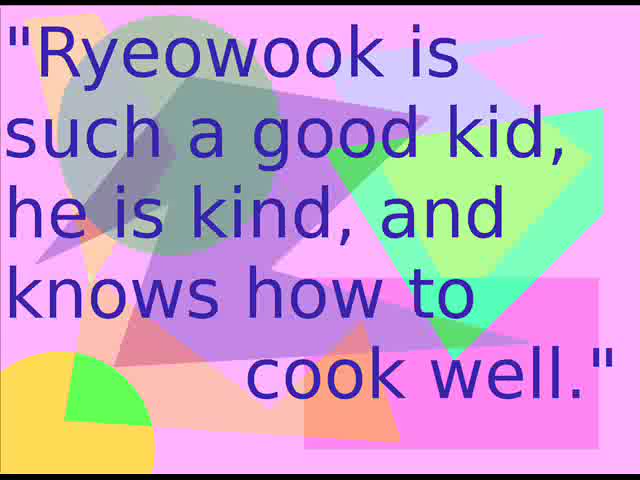 "Ryeowook is
such a good kid,
he is kind, and
knows how to
cook well."